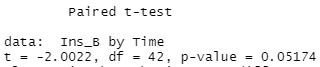 Paired t-test
data: Ins_B by Time
t = -2.0022, df = 42, p-value = 0.05174